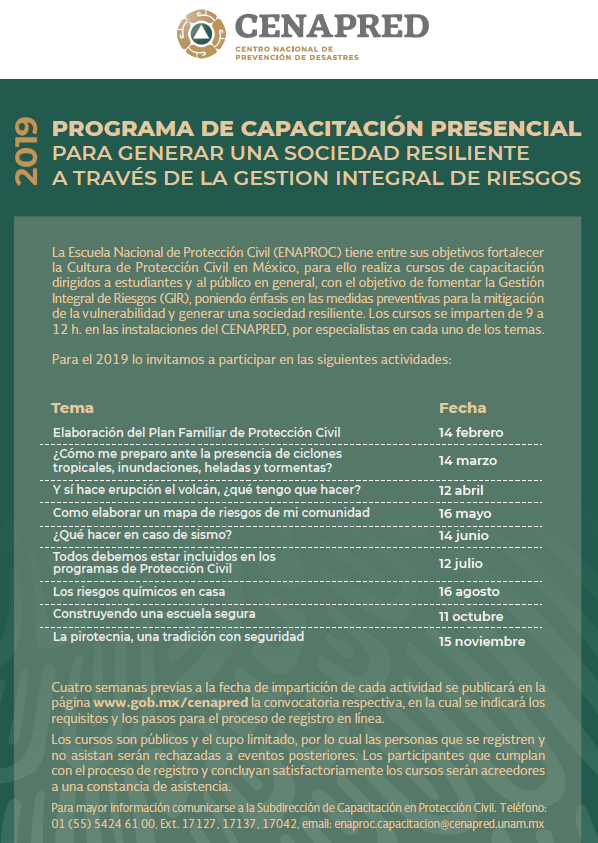 CENAPRED
CENTRO NACIONAL DE
PREVENCIÓN DE DESASTRES
2019
PROGRAMA DE CAPACITACIÓN PRESENCIAL
PARA GENERAR UNA SOCIEDAD RESILIENTE
A TRAVÉS DE LA GESTION INTEGRAL DE RIESGOS
La Escuela Nacional de Protección Civil (ENAPROC) tiene entre sus objetivos fortalecer
la Cultura de Protección Civil en México, para ello realiza cursos de capacitación
dirigidos a estudiantes y al público en general, con el objetivo de fomentar la Gestión
Integral de Riesgos (GIR), poniendo énfasis en las medidas preventivas para la mitigación
de la vulnerabilidad y generar una sociedad resiliente. Los cursos se imparten de 9 a
12 h. en las instalaciones del CENAPRED, por especialistas en cada uno de los temas.
Para el 2019 lo invitamos a participar en las siguientes actividades:
Tema Fecha
Elaboración del Plan Familiar de Protección Civil 14 febrero
¿Cómo me preparo ante la presencia de ciclones
tropicales, inundaciones, heladas y tormentas? 14 marzo
Y sí hace erupción el volcán, ¿qué tengo que hacer? 12 abril
Como elaborar un mapa de riesgos de mi comunidad 16 mayo
¿Qué hacer en caso de sismo? 14 junio
Todos debemos estar incluidos en los
programas de Protección Civil 12 julio
Los riesgos químicos en casa 16 agosto
Construyendo una escuela segura 11 octubre
La pirotecnia, una tradición con seguridad 15 noviembre
Cuatro semanas previas a la fecha de impartición de cada actividad se publicará en la
página www.gob.mx/cenapred la convocatoria respectiva, en la cual se indicará los
requisitos y los pasos para el proceso de registro en línea.
Los cursos son públicos y el cupo limitado, por lo cual las personas que se registren y
no asistan serán rechazadas a eventos posteriores. Los participantes que cumplan
con el proceso de registro y concluyan satisfactoriamente los cursos serán acreedores
a una constancia de asistencia.
Para mayor información comunicarse a la Subdirección de Capacitación en Protección Civil. Teléfono:
01 (55) 5424 61 00, Ext. 17127, 17137, 17042, email: enaproc.capacitacion@cenapred.unam.mx